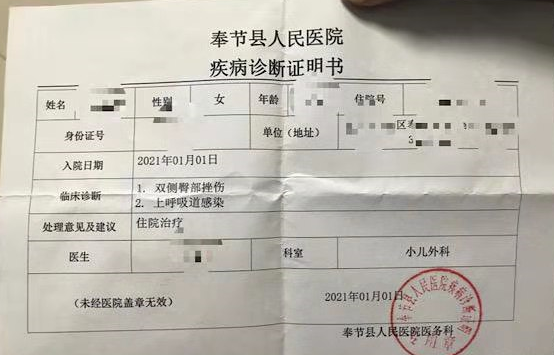 奉节县人民医院
疾病诊断证明书
姓名 性别 女 年龄 住院号
身份证号 单位（地址） 区
入院日期 2021年01月01日
临床诊断 1. 双侧臀部挫伤
2. 上呼吸道感染
处理意见及建议 住院治疗
医生 科室 小儿外科
（未经医院盖章无效） 2021年01月01日
奉节县人民医院医务科